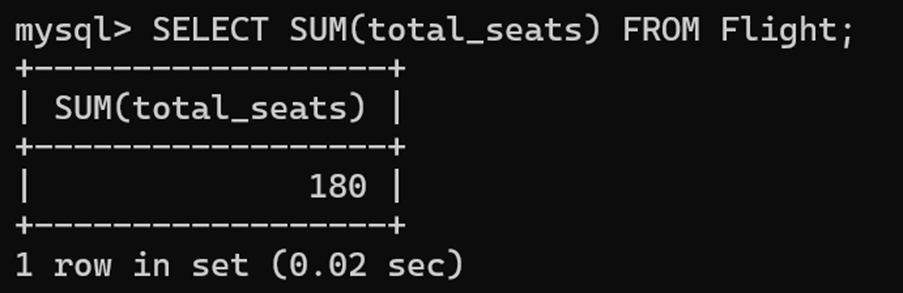 mysql> SELECT SUM(total_seats) FROM Flight;
+-----------------+
| SUM(total_seats) |
+-----------------+
|              180 |
+-----------------+
1 row in set (0.02 sec)